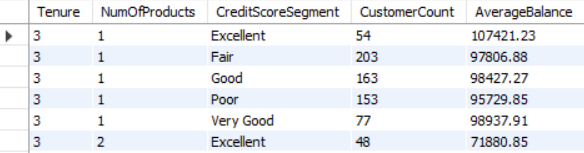 Tenure NumOfProducts CreditScoreSegment CustomerCount AverageBalance
3 1 Excellent 54 107421.23
3 1 Fair 203 97806.88
3 1 Good 163 98427.27
3 1 Poor 153 95729.85
3 1 Very Good 77 98937.91
3 2 Excellent 48 71880.85